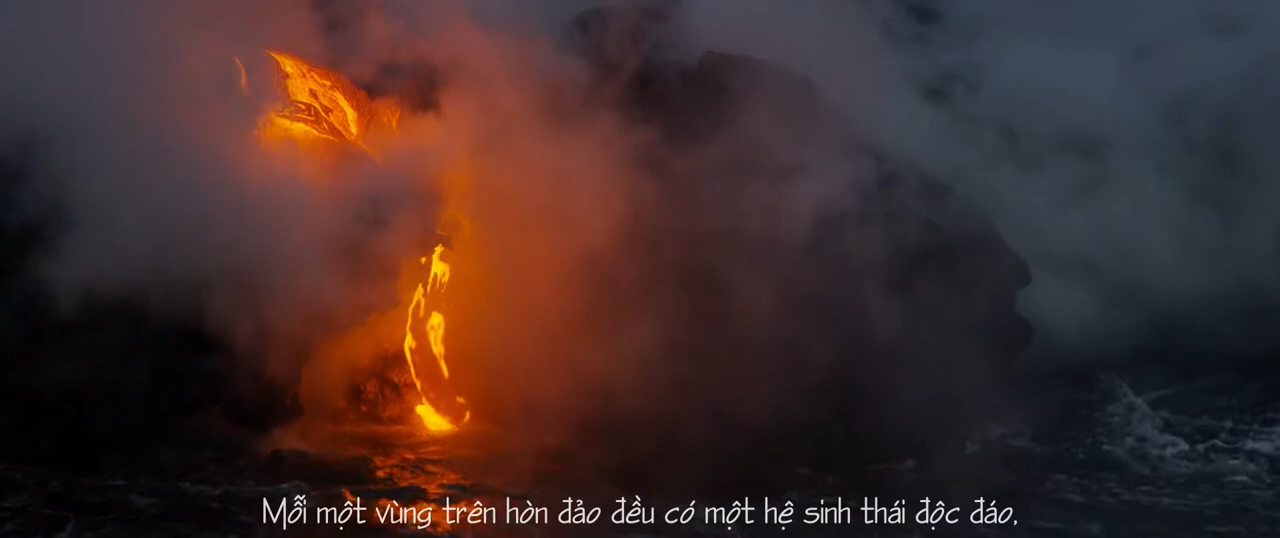 Mỗi một vùng trên hòn đảo đều có một hệ sinh thái độc đáo,